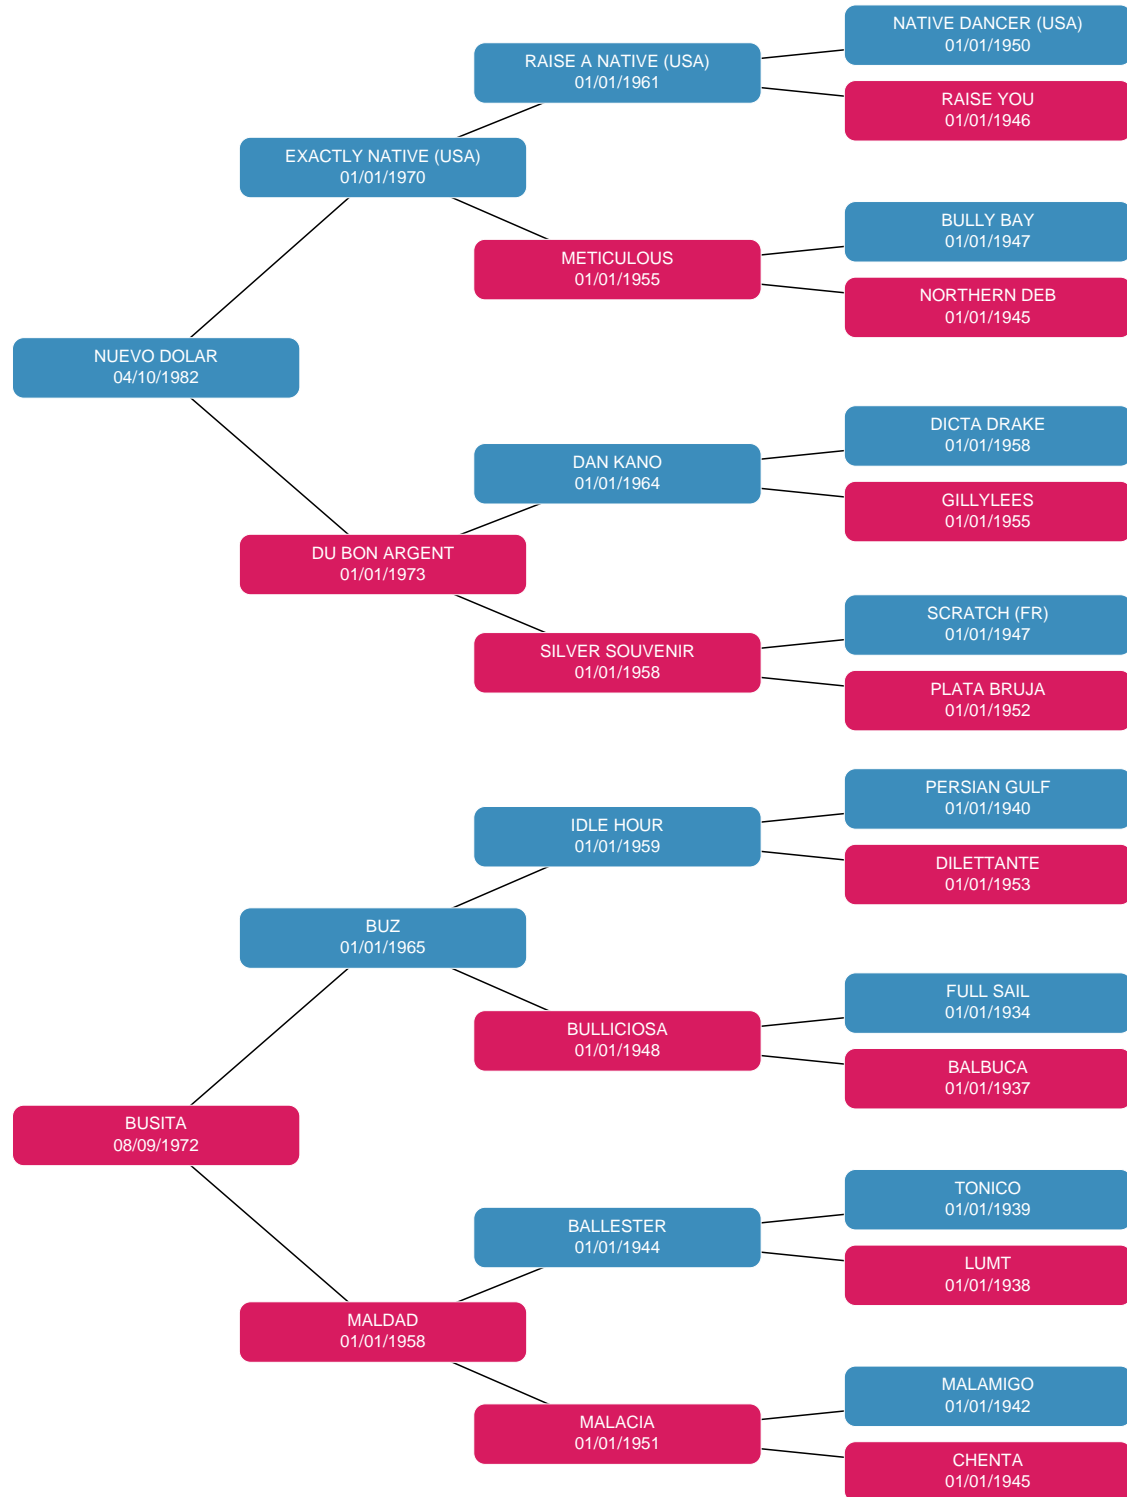 NATIVE DANCER (USA)
01/01/1950
RAISE A NATIVE (USA)
01/01/1961
RAISE YOU
01/01/1946
EXACTLY NATIVE (USA)
01/01/1970
BULLY BAY
01/01/1947
METICULOUS
01/01/1955
NORTHERN DEB
01/01/1945
NUEVO DOLAR
04/10/1982
DICTA DRAKE
01/01/1958
DAN KANO
01/01/1964
GILLYLEES
01/01/1955
DU BON ARGENT
01/01/1973
SCRATCH (FR)
01/01/1947
SILVER SOUVENIR
01/01/1958
PLATA BRUJA
01/01/1952
PERSIAN GULF
01/01/1940
IDLE HOUR
01/01/1959
DILETTANTE
01/01/1953
BUZ
01/01/1965
FULL SAIL
01/01/1934
BULLICIOSA
01/01/1948
BALBUCA
01/01/1937
BUSITA
08/09/1972
TONICO
01/01/1939
BALLESTER
01/01/1944
LUMT
01/01/1938
MALDAD
01/01/1958
MALAMIGO
01/01/1942
MALACIA
01/01/1951
CHENTA
01/01/1945